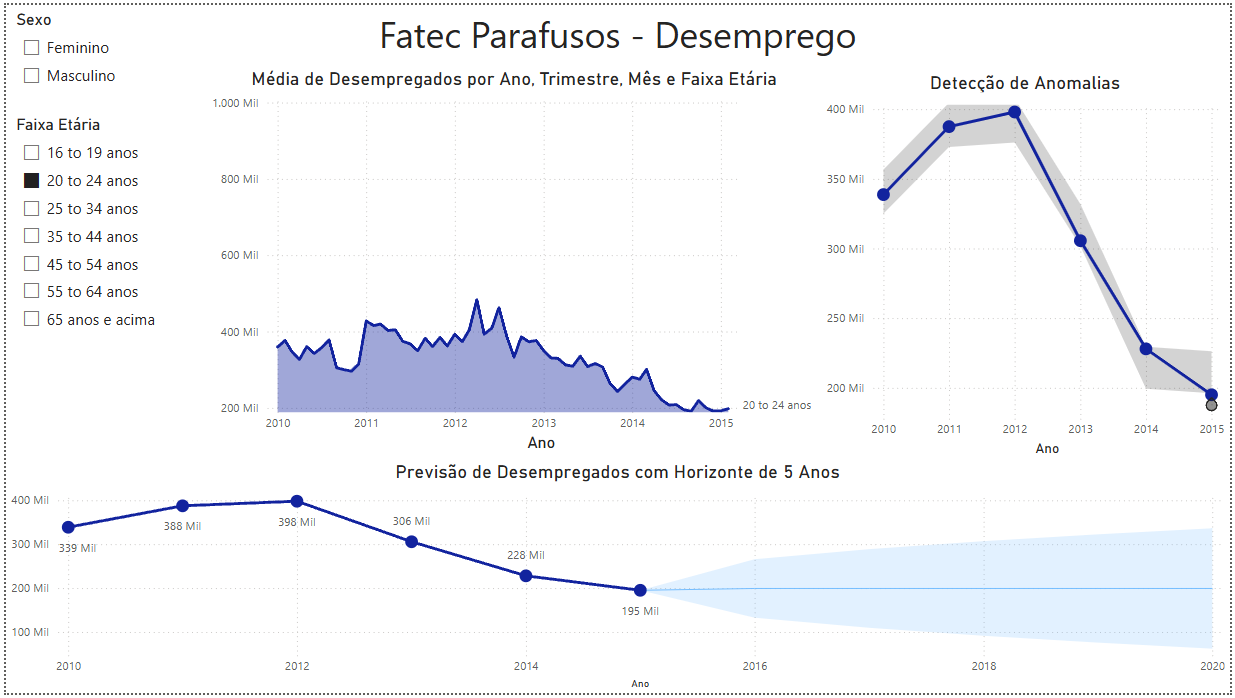 Sexo
Feminino
Masculino
Faixa Etária
16 to 19 anos
20 to 24 anos
25 to 34 anos
35 to 44 anos
45 to 54 anos
55 to 64 anos
65 anos e acima
Fatec Parafusos - Desemprego
Média de Desempregados por Ano, Trimestre, Mês e Faixa Etária
1.000 Mil
800 Mil
600 Mil
400 Mil
200 Mil
20 to 24 anos
2010 2011 2012 2013 2014 2015
Ano
Detecção de Anomalias
400 Mil
350 Mil
300 Mil
250 Mil
200 Mil
2010 2011 2012 2013 2014 2015
Ano
Previsão de Desempregados com Horizonte de 5 Anos
400 Mil
300 Mil
200 Mil
100 Mil
339 Mil
388 Mil
398 Mil
306 Mil
228 Mil
195 Mil
2010 2012 2014 2016 2018 2020
Ano